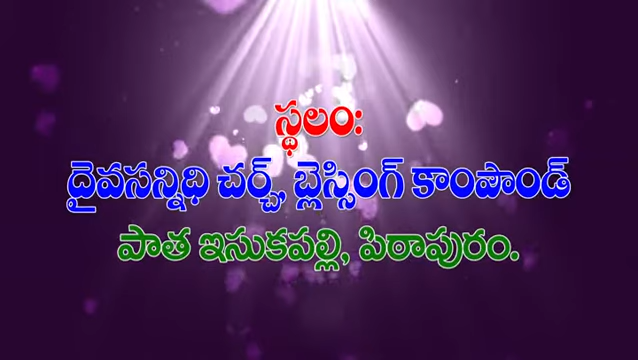 స్థలం:
దైవసన్నిధి చర్చ్, బ్లెస్సింగ్ కాంపౌండ్
పాత ఇసుకపల్లి, పిఠాపురం.